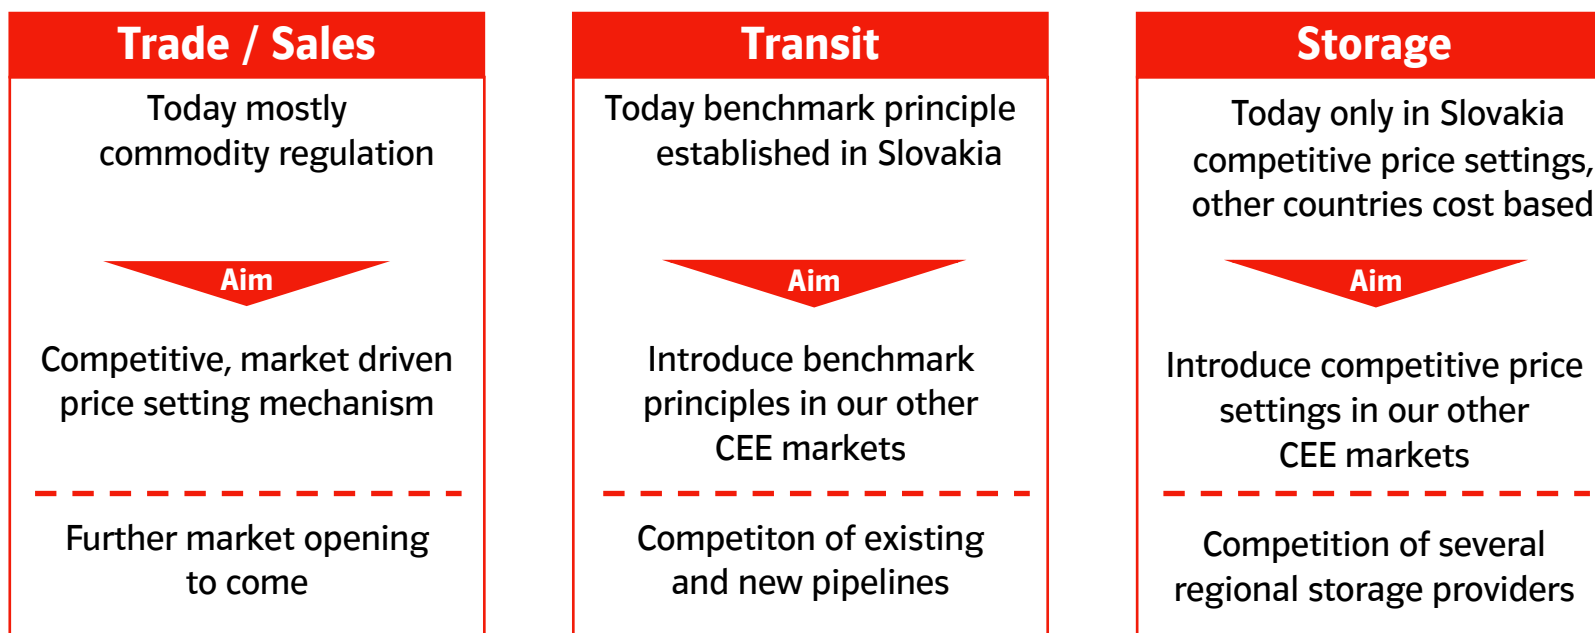 Trade / Sales
Today mostly
commodity regulation
Aim
Competitive, market driven
price setting mechanism
Further market opening
to come
Transit
Today benchmark principle
established in Slovakia
Aim
Introduce benchmark
principles in our other
CEE markets
Competiton of existing
and new pipelines
Storage
Today only in Slovakia
competitive price settings,
other countries cost based
Aim
Introduce competitive price
settings in our other
CEE markets
Competition of several
regional storage providers